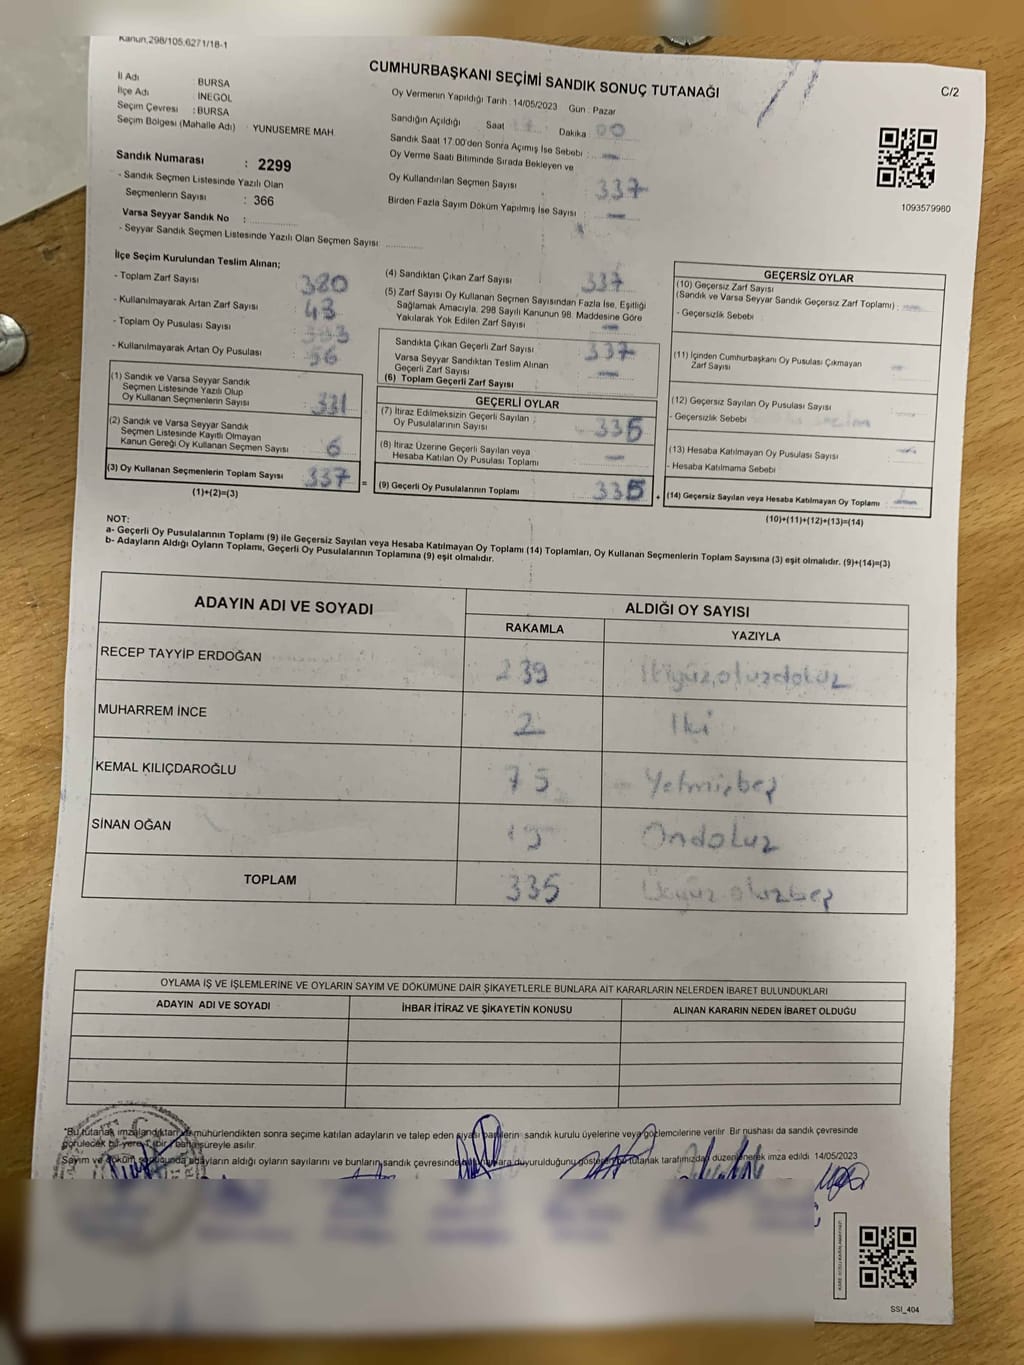 Kanun,298/105,6271/18-1
CUMHURBAŞKANI SEÇİMİ SANDIK SONUÇ TUTANAĞI
C/2
İl Adı : BURSA
İlçe Adı : İNEGÖL
Seçim Çevresi : BURSA
Seçim Bölgesi (Mahalle Adı) : YUNUSEMRE MAH.
Oy Vermenin Yapıldığı Tarih : 14/05/2023 Gün : Pazar
Sandığın Açıldığı Saat Dakika 00
Sandık Saat 17.00'den Sonra Açımış İse Sebebi : —
Oy Verme Saati Bitiminde Sırada Bekleyen ve
Oy Kullandırılan Seçmen Sayısı : 337
Birden Fazla Sayım Döküm Yapılmış İse Sayısı : —
1093579980
Sandık Numarası : 2299
- Sandık Seçmen Listesinde Yazılı Olan
Seçmenlerin Sayısı : 366
Varsa Seyyar Sandık No :
- Seyyar Sandık Seçmen Listesinde Yazılı Olan Seçmen Sayısı
İlçe Seçim Kurulundan Teslim Alınan;
- Toplam Zarf Sayısı : 380
- Kullanılmayarak Artan Zarf Sayısı : 43
- Toplam Oy Pusulası Sayısı :
- Kullanılmayarak Artan Oy Pusulası : 56
(1) Sandık ve Varsa Seyyar Sandık
Seçmen Listesinde Yazılı Olup
Oy Kullanan Seçmenlerin Sayısı : 331
(2) Sandık ve Varsa Seyyar Sandık
Seçmen Listesinde Kayıtlı Olmayan
Kanun Gereği Oy Kullanan Seçmen Sayısı : 6
(3) Oy Kullanan Seçmenlerin Toplam Sayısı : 337 =
(1)+(2)=(3)
(4) Sandıktan Çıkan Zarf Sayısı : 337
(5) Zarf Sayısı Oy Kullanan Seçmen Sayısından Fazla İse, Eşitliği
Sağlamak Amacıyla, 298 Sayılı Kanunun 98. Maddesine Göre
Yakılarak Yok Edilen Zarf Sayısı : —
Sandıkta Çıkan Geçerli Zarf Sayısı : 337
Varsa Seyyar Sandıktan Teslim Alınan
Geçerli Zarf Sayısı : —
(6) Toplam Geçerli Zarf Sayısı
GEÇERLİ OYLAR
(7) İtiraz Edilmeksizin Geçerli Sayılan
Oy Pusulalarının Sayısı : 335
(8) İtiraz Üzerine Geçerli Sayılan veya
Hesaba Katılan Oy Pusulası Toplamı : —
(9) Geçerli Oy Pusulalarının Toplamı : 335 +
GEÇERSİZ OYLAR
(10) Geçersiz Zarf Sayısı
(Sandık ve Varsa Seyyar Sandık Geçersiz Zarf Toplamı) : —
- Geçersizlik Sebebi :
(11) İçinden Cumhurbaşkanı Oy Pusulası Çıkmayan
Zarf Sayısı : —
(12) Geçersiz Sayılan Oy Pusulası Sayısı :
- Geçersizlik Sebebi :
(13) Hesaba Katılmayan Oy Pusulası Sayısı : —
- Hesaba Katılmama Sebebi :
(14) Geçersiz Sayılan veya Hesaba Katılmayan Oy Toplamı :
(10)+(11)+(12)+(13)=(14)
NOT:
a- Geçerli Oy Pusulalarının Toplamı (9) ile Geçersiz Sayılan veya Hesaba Katılmayan Oy Toplamı (14) Toplamları, Oy Kullanan Seçmenlerin Toplam Sayısına (3) eşit olmalıdır. (9)+(14)=(3)
b- Adayların Aldığı Oyların Toplamı, Geçerli Oy Pusulalarının Toplamına (9) eşit olmalıdır.
ADAYIN ADI VE SOYADI ALDIĞI OY SAYISI
RAKAMLA YAZIYLA
RECEP TAYYİP ERDOĞAN 239 İkiyüzotuzdokuz
MUHARREM İNCE 2 İki
KEMAL KILIÇDAROĞLU 75 Yetmişbeş
SİNAN OĞAN 19 Ondokuz
TOPLAM 335 Üçyüzotuzbeş
OYLAMA İŞ VE İŞLEMLERİNE VE OYLARIN SAYIM VE DÖKÜMÜNE DAİR ŞİKAYETLERLE BUNLARA AİT KARARLARIN NELERDEN İBARET BULUNDUKLARI
ADAYIN ADI VE SOYADI İHBAR İTİRAZ VE ŞİKAYETİN KONUSU ALINAN KARARIN NEDEN İBARET OLDUĞU
*Bu tutanak imzalandıktan ve mühürlendikten sonra seçime katılan adayların ve talep eden siyasi partilerin sandık kurulu üyelerine veya gözlemcilerine verilir. Bir nüshası da sandık çevresinde
görülecek bir yere bir hafta süreyle asılır.
Sayım ve döküm sonucunda adayların aldığı oyların sayılarını ve bunların sandık çevresinde duyurulduğunu gösteren bu tutanak tarafımızdan düzenlenerek imza edildi. 14/05/2023
SSİ_404